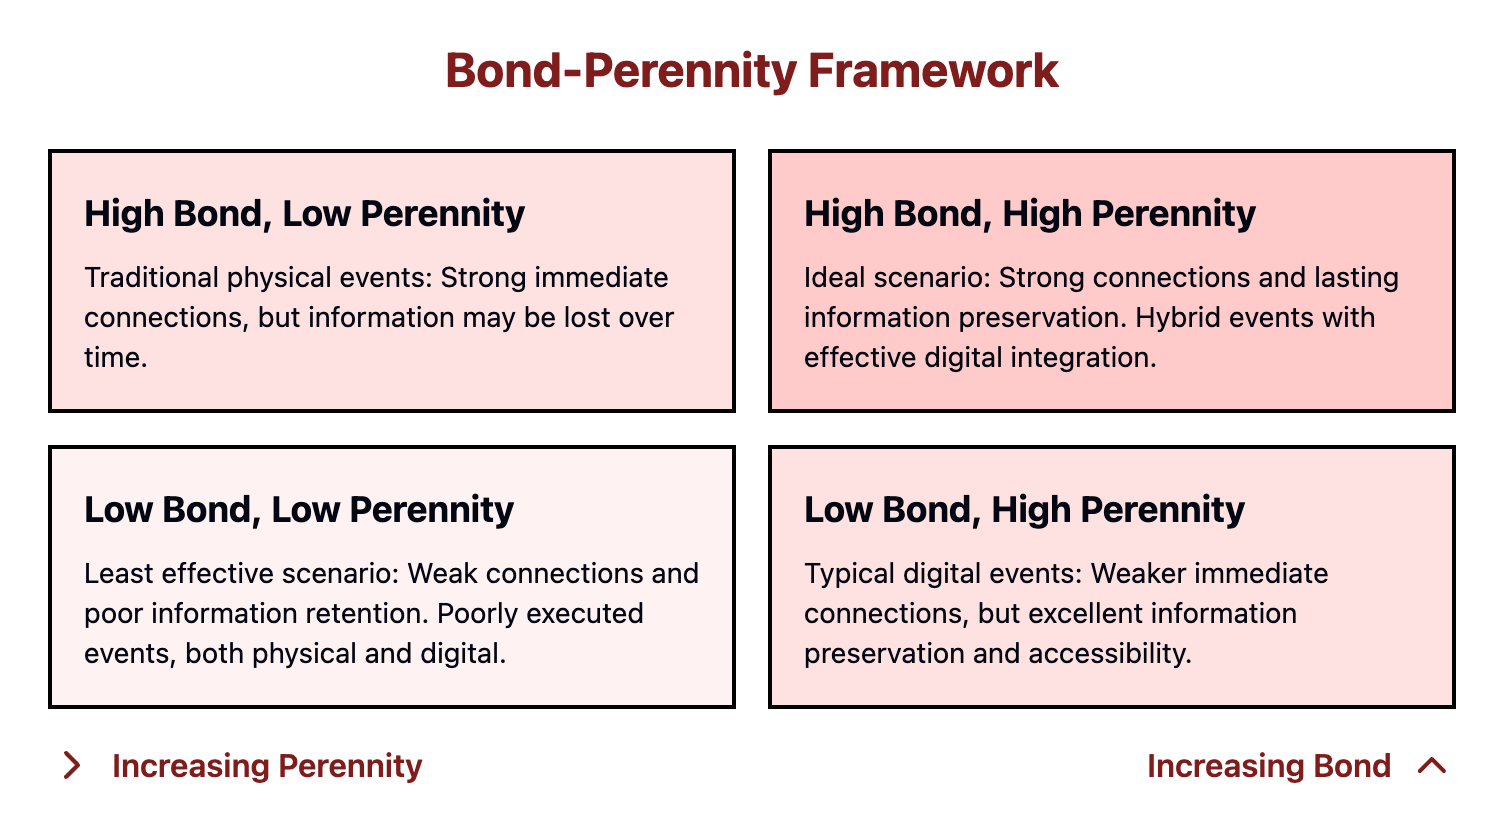 Bond-Perennity Framework
High Bond, Low Perennity
Traditional physical events: Strong immediate
connections, but information may be lost over
time.
High Bond, High Perennity
Ideal scenario: Strong connections and lasting
information preservation. Hybrid events with
effective digital integration.
Low Bond, Low Perennity
Least effective scenario: Weak connections and
poor information retention. Poorly executed
events, both physical and digital.
Low Bond, High Perennity
Typical digital events: Weaker immediate
connections, but excellent information
preservation and accessibility.
Increasing Perennity
Increasing Bond